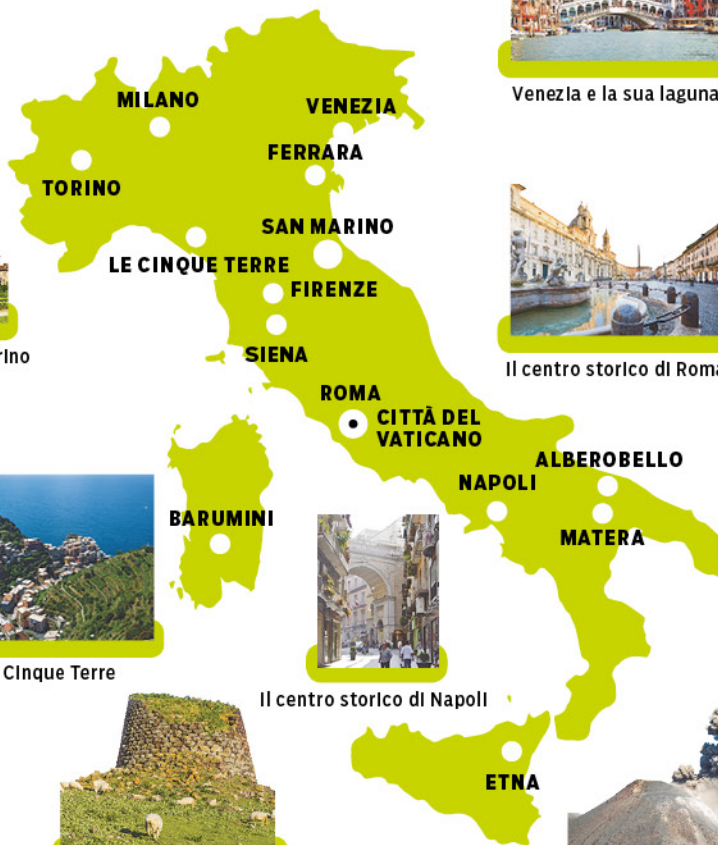 MILANO
VENEZIA
Venezia e la sua laguna
FERRARA
TORINO
SAN MARINO
LE CINQUE TERRE
FIRENZE
SIENA
Il centro storico di Roma
ROMA
CITTÀ DEL
VATICANO
ALBEROBELLO
NAPOLI
BARUMINI
MATERA
Cinque Terre
Il centro storico di Napoli
ETNA